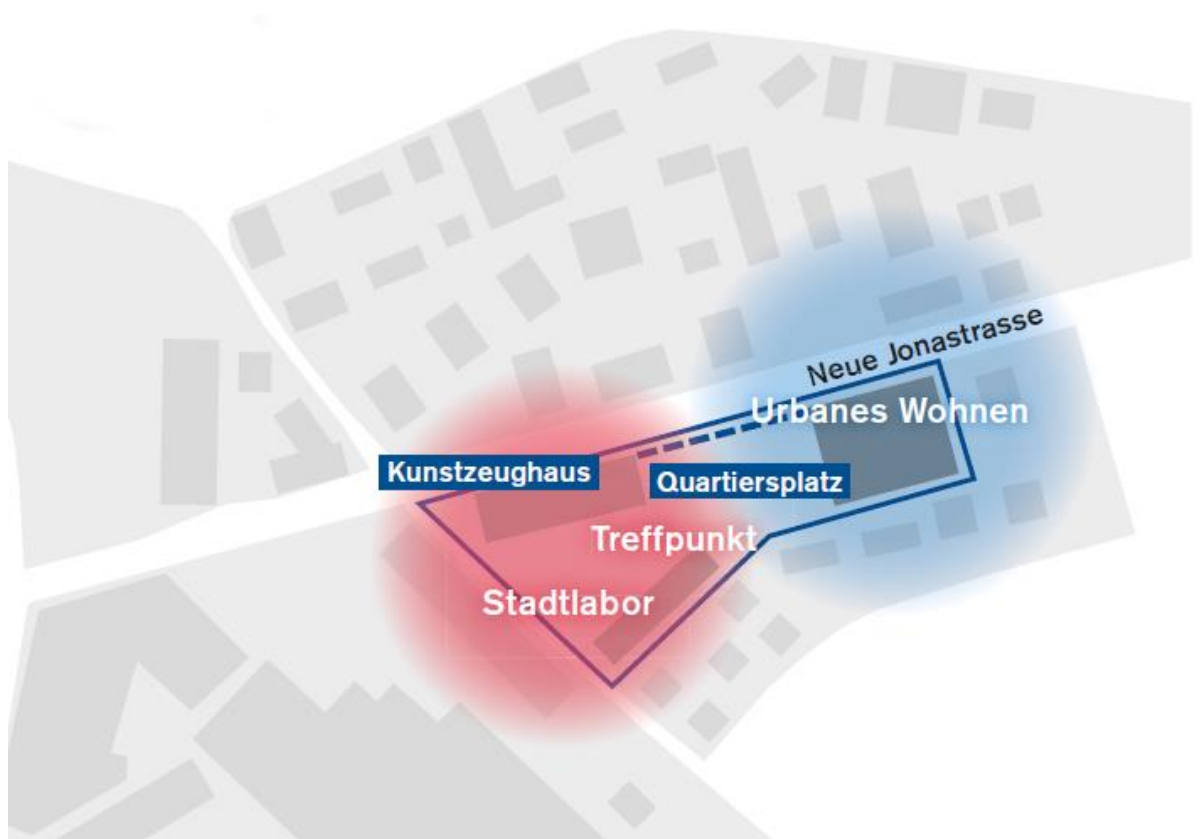 Neue Jonastrasse
Urbanes Wohnen
Kunstzeughaus
Quartiersplatz
Treffpunkt
Stadtlabor